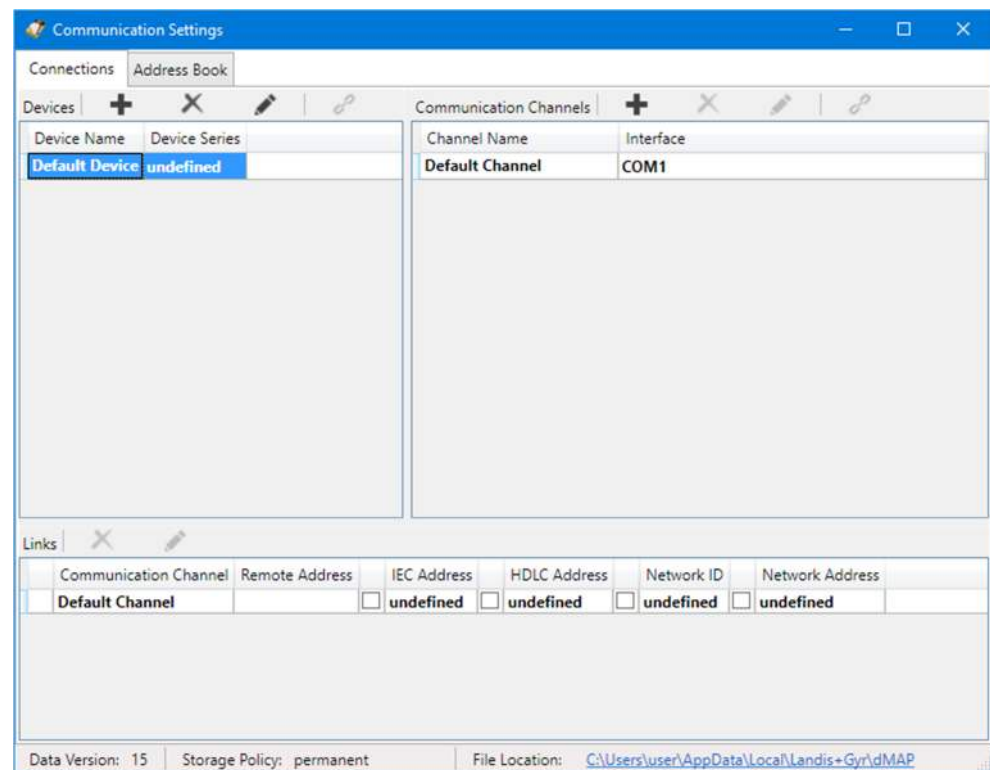 Communication Settings
Connections Address Book
Devices
Device Name Device Series
Default Device undefined
Communication Channels
Channel Name Interface
Default Channel COM1
Links
Communication Channel Remote Address IEC Address HDLC Address Network ID Network Address
Default Channel undefined undefined undefined undefined
Data Version: 15 Storage Policy: permanent File Location: C:\Users\user\AppData\Local\Landis+Gyr\dMAP